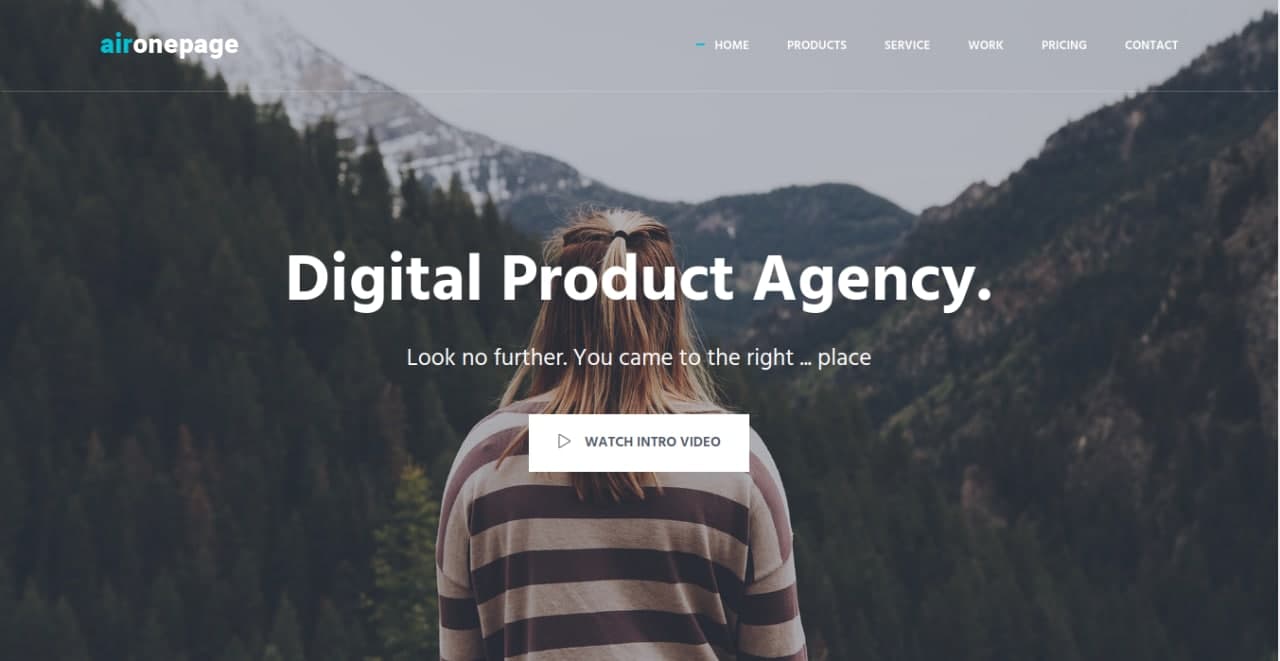 aironepage
HOME PRODUCTS SERVICE WORK PRICING CONTACT
Digital Product Agency.
Look no further. You came to the right ... place
WATCH INTRO VIDEO